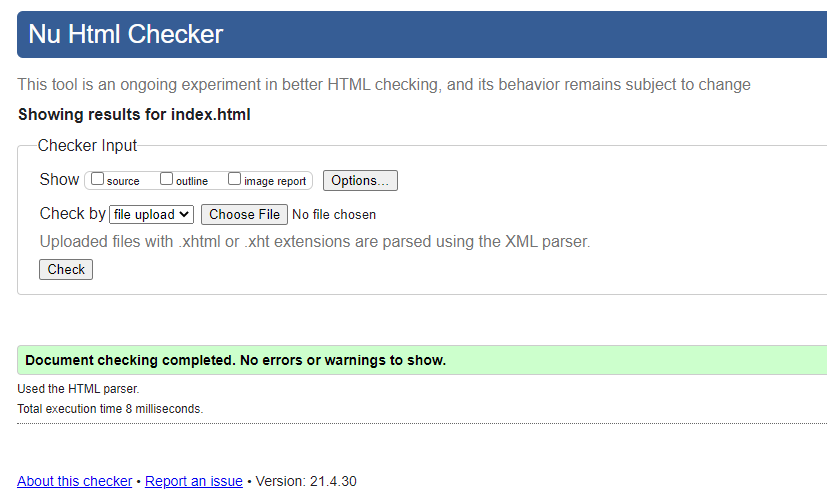 Nu Html Checker
This tool is an ongoing experiment in better HTML checking, and its behavior remains subject to change
Showing results for index.html
Checker Input
Show source outline image report Options...
Check by file upload Choose File No file chosen
Uploaded files with .xhtml or .xht extensions are parsed using the XML parser.
Check
Document checking completed. No errors or warnings to show.
Used the HTML parser.
Total execution time 8 milliseconds.
About this checker • Report an issue • Version: 21.4.30